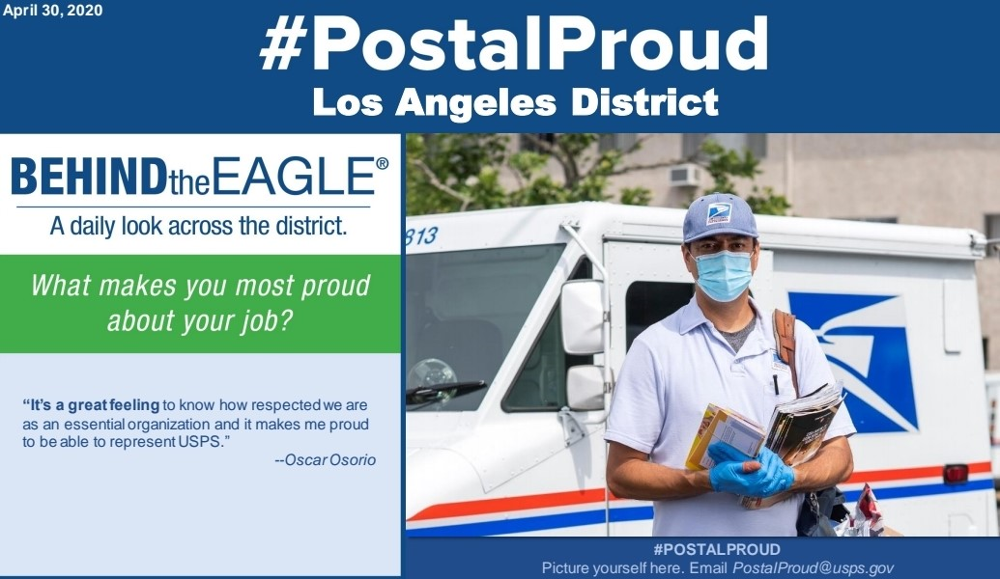 April 30, 2020
#PostalProud
Los Angeles District
BEHINDtheEAGLE®
A daily look across the district.
What makes you most proud
about your job?
“It’s a great feeling to know how respected we are
as an essential organization and it makes me proud
to be able to represent USPS.”
--Oscar Osorio
813
#POSTALPROUD
Picture yourself here. Email PostalProud@usps.gov